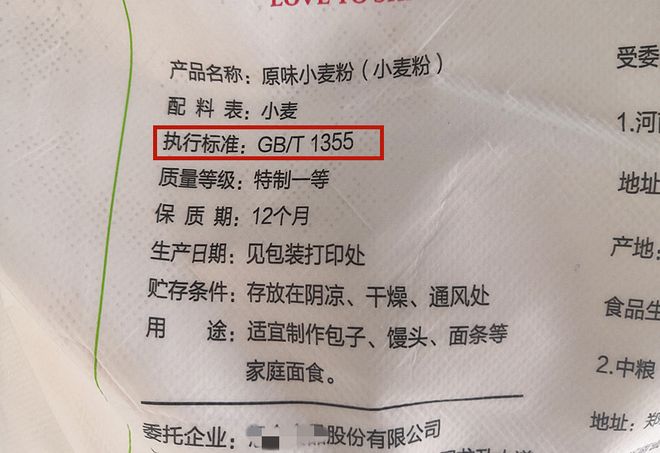 产品名称：原味小麦粉（小麦粉）
配料表：小麦
执行标准：GB/T 1355
质量等级：特制一等
保质期：12个月
生产日期：见包装打印处
贮存条件：存放在阴凉、干燥、通风处
用途：适宜制作包子、馒头、面条等
家庭面食。
委托企业：品股份有限公司
受委
1.河南
地址
产地：
食品生
2.中粮
地址：郑